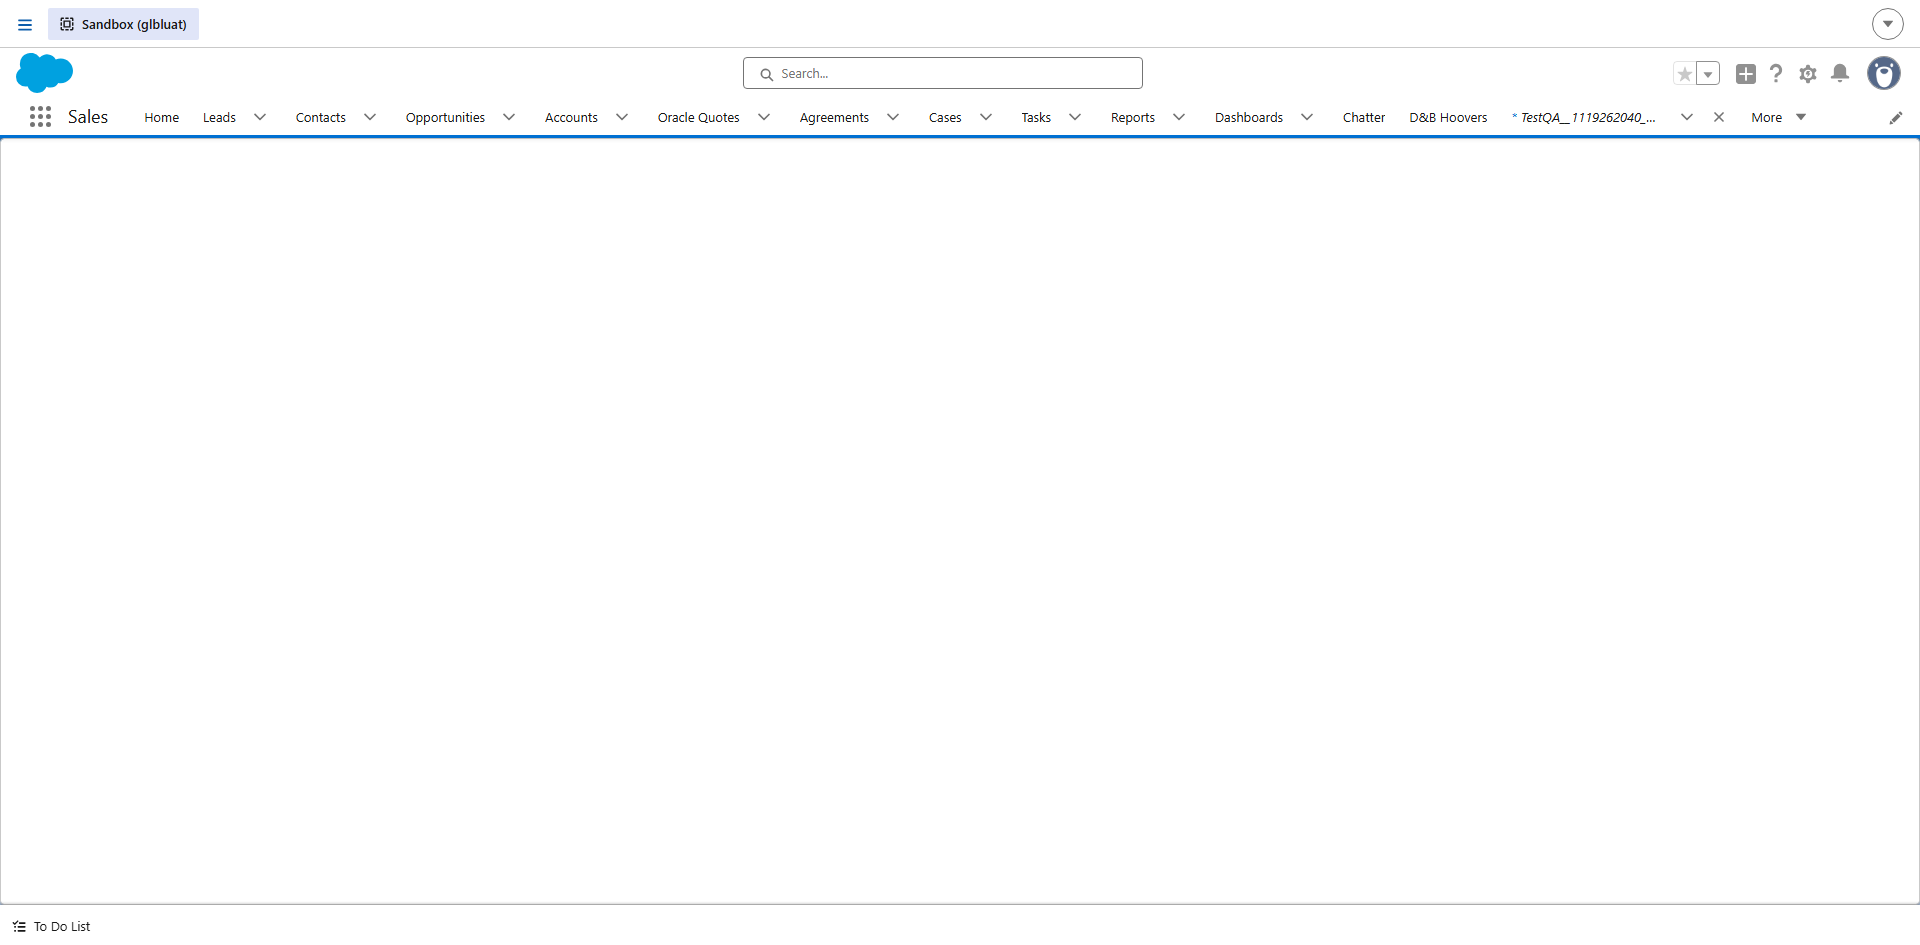 Sandbox (glbluat)
Search...
Sales
Home
Leads
Contacts
Opportunities
Accounts
Oracle Quotes
Agreements
Cases
Tasks
Reports
Dashboards
Chatter
D&B Hoovers
* TestQA__1119262040_...
More
To Do List